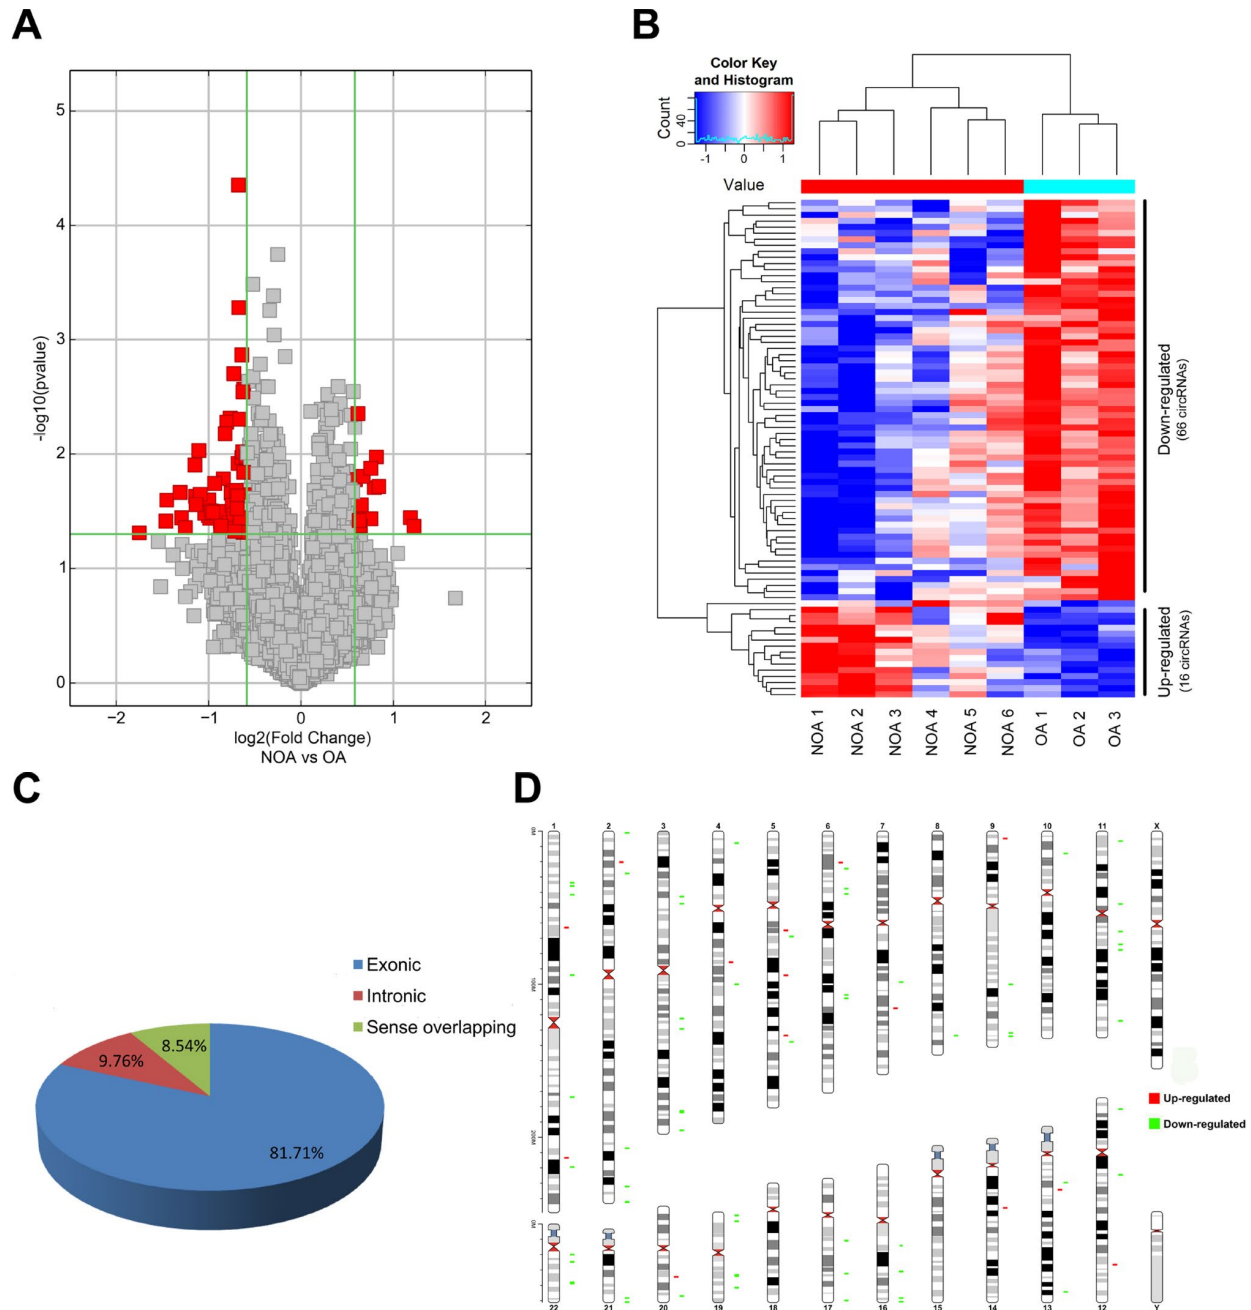 A
5
4
3
2
1
0
-log10(pvalue)
−2
−1
0
1
2
log2(Fold Change)
NOA vs OA
B
Color Key
and Histogram
Count
0
40
-1
0
1
Value
Down-regulated
(66 circRNAs)
Up-regulated
(16 circRNAs)
NOA 1
NOA 2
NOA 3
NOA 4
NOA 5
NOA 6
OA 1
OA 2
OA 3
C
Exonic
Intronic
Sense overlapping
8.54%
9.76%
81.71%
D
1
2
3
4
5
6
7
8
9
10
11
X
0M
100M
200M
Up-regulated
Down-regulated
0M
22
21
20
19
18
17
16
15
14
13
12
Y